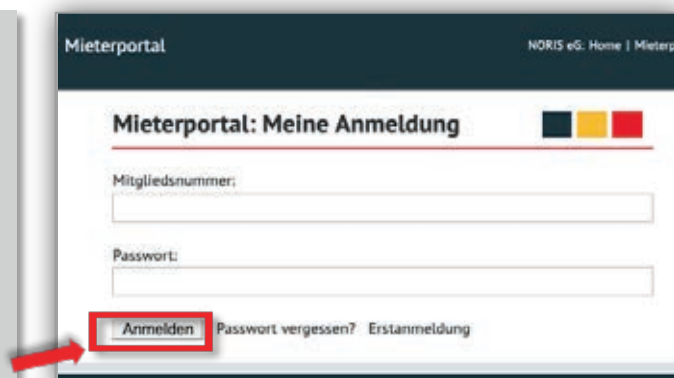 Mieterportal
NORIS eG: Home | Mieterp
Mieterportal: Meine Anmeldung
Mitgliedsnummer:
Passwort:
Anmelden Passwort vergessen? Erstanmeldung